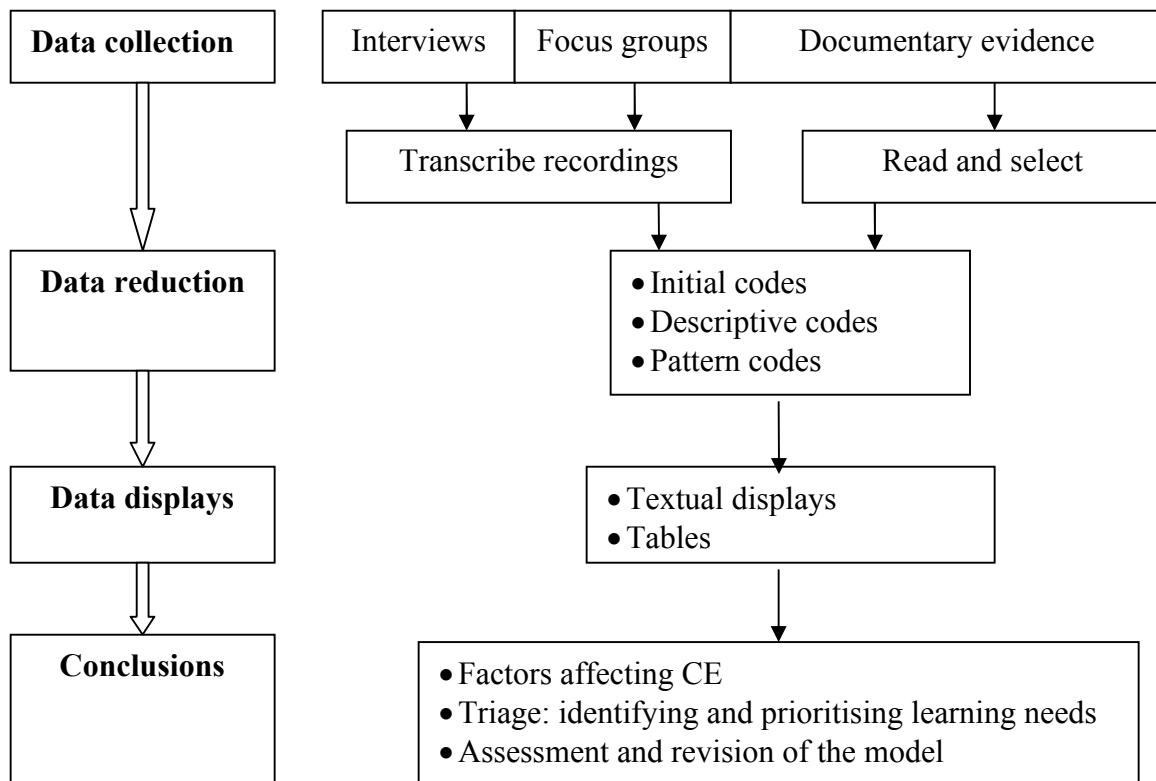 Data collection
Interviews
Focus groups
Documentary evidence
Transcribe recordings
Read and select
Data reduction
• Initial codes
• Descriptive codes
• Pattern codes
Data displays
• Textual displays
• Tables
Conclusions
• Factors affecting CE
• Triage: identifying and prioritising learning needs
• Assessment and revision of the model